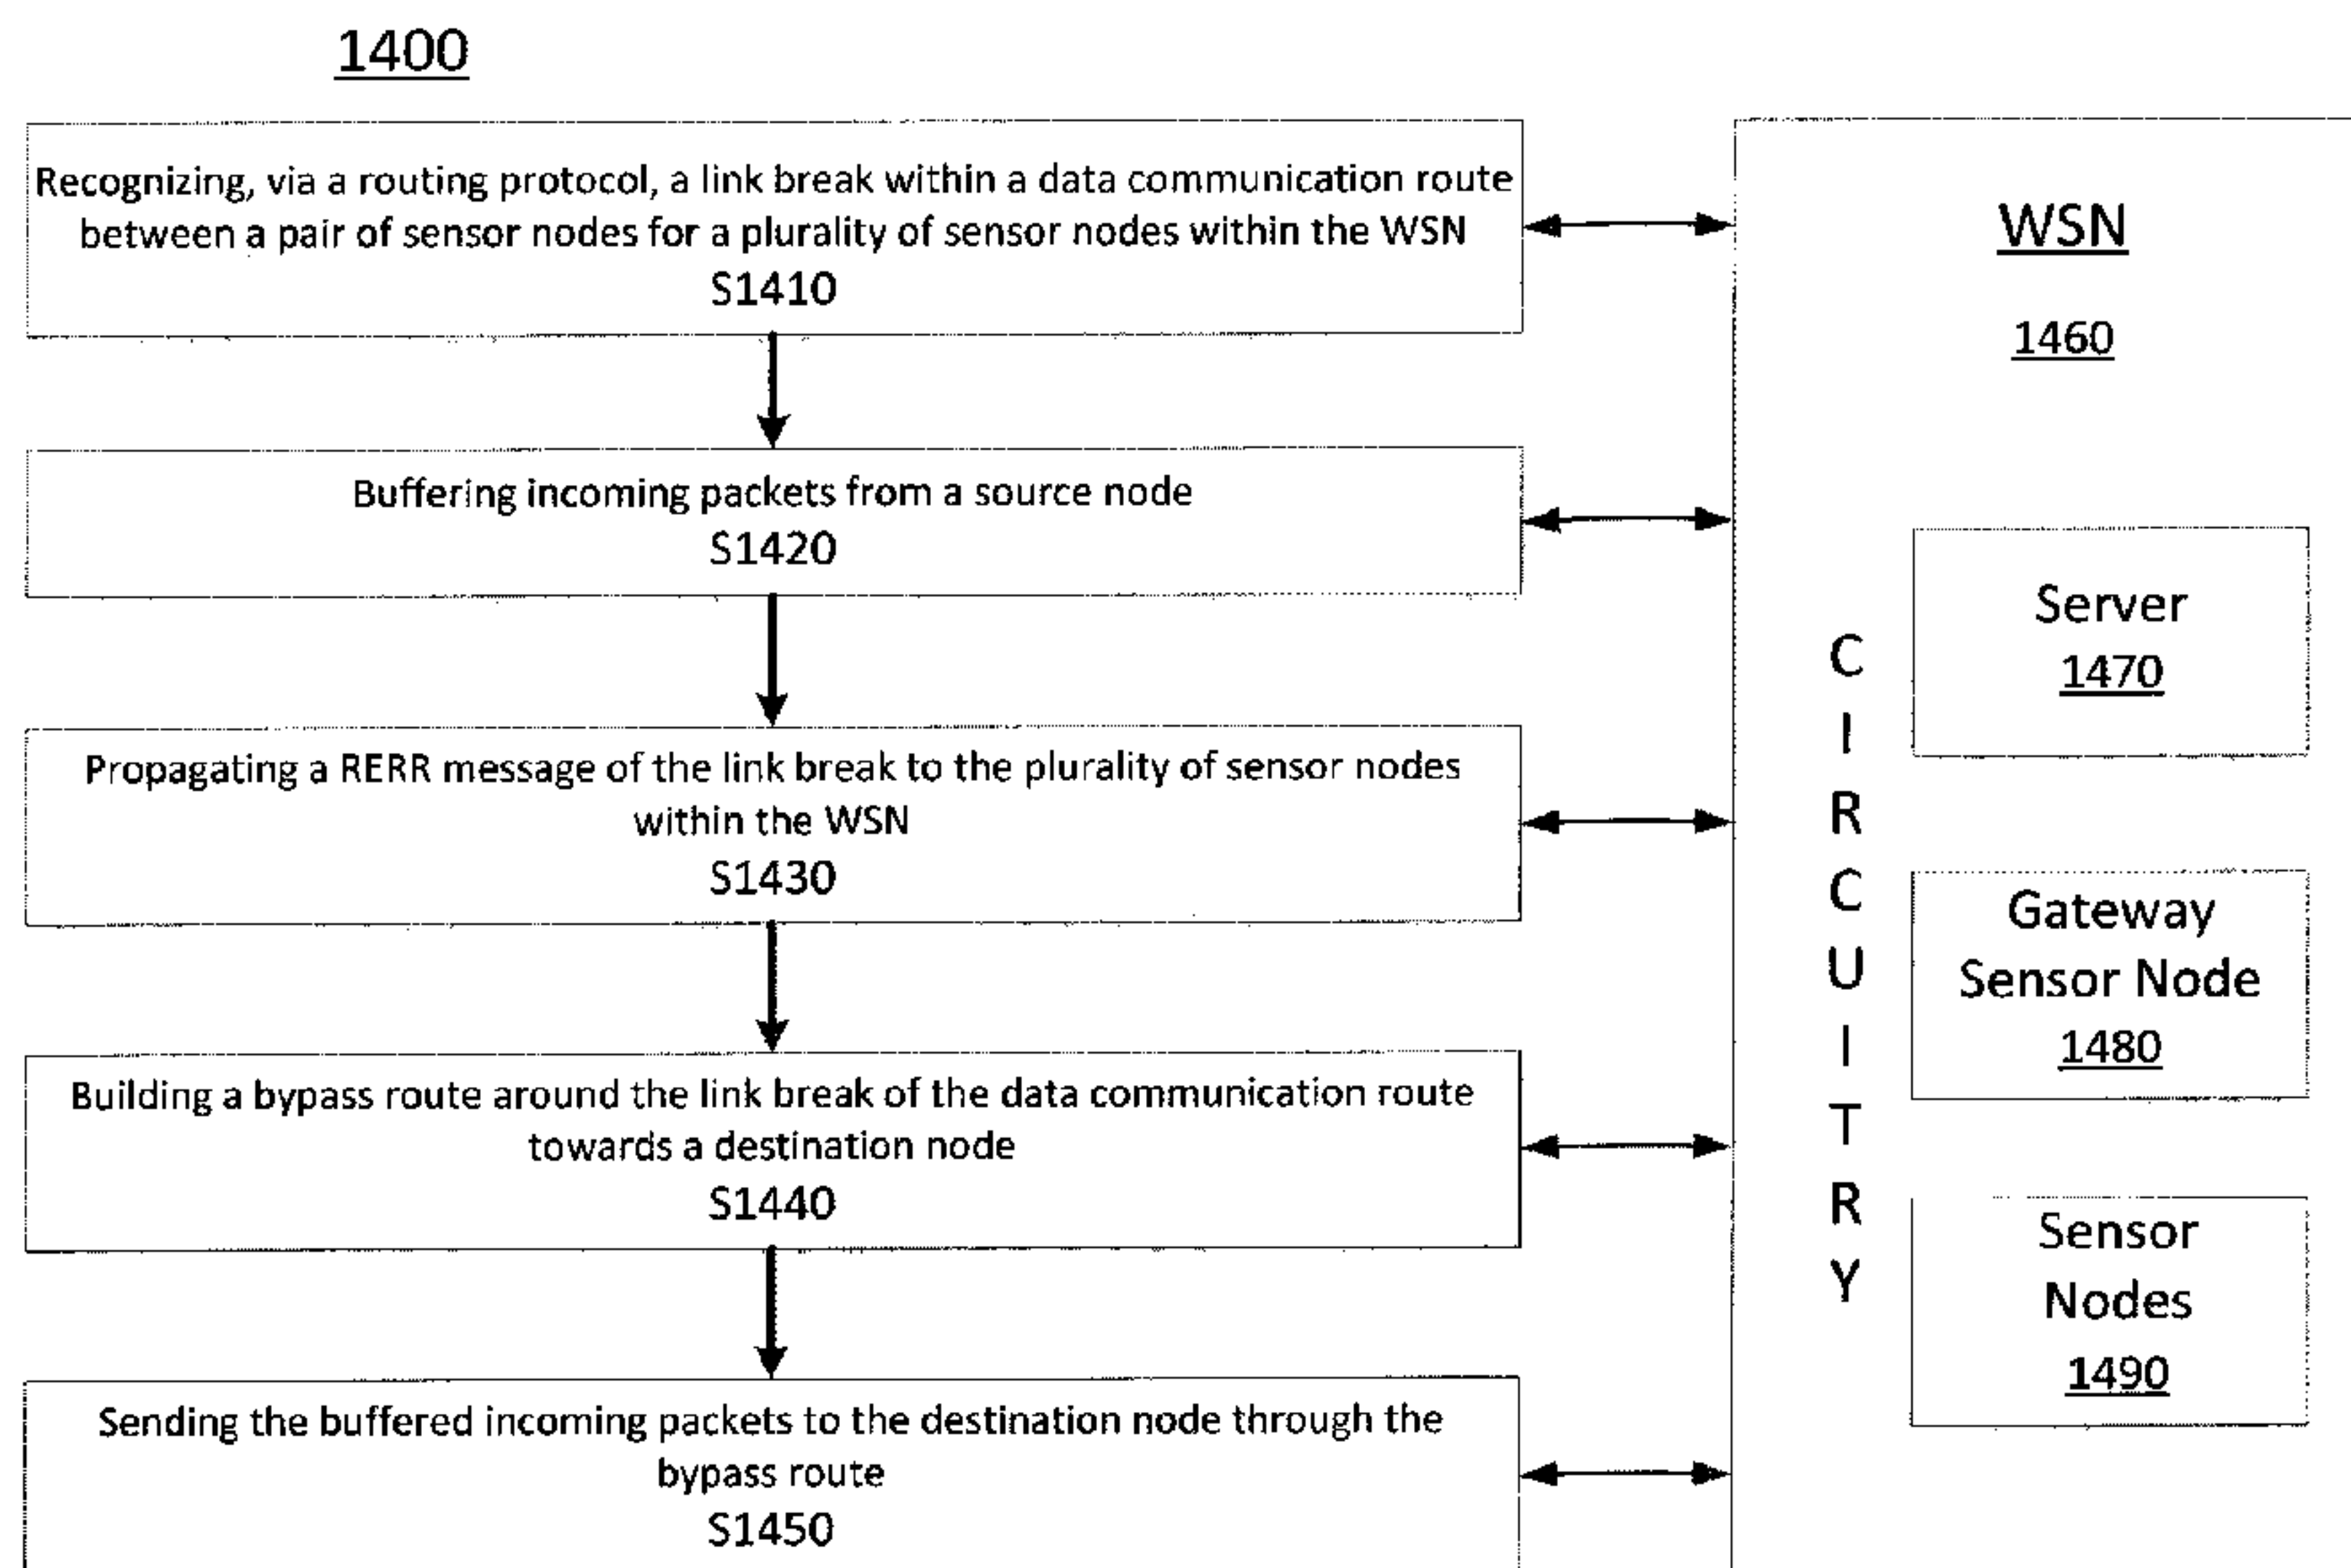 1400
Recognizing, via a routing protocol, a link break within a data communication route
between a pair of sensor nodes for a plurality of sensor nodes within the WSN
S1410
Buffering incoming packets from a source node
S1420
Propagating a RERR message of the link break to the plurality of sensor nodes
within the WSN
S1430
Building a bypass route around the link break of the data communication route
towards a destination node
S1440
Sending the buffered incoming packets to the destination node through the
bypass route
S1450
WSN
1460
CIRCUITRY
Server
1470
Gateway
Sensor Node
1480
Sensor
Nodes
1490